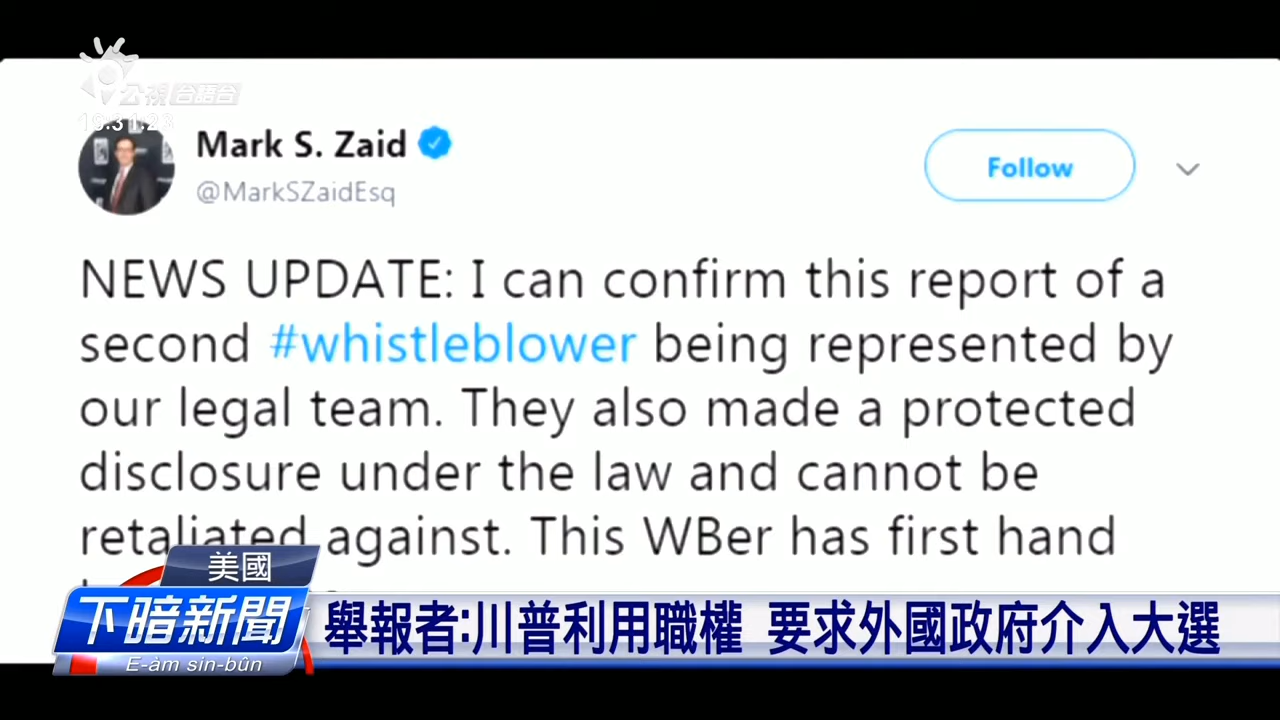 公視台語台
19:31:23
Mark S. Zaid
@MarkSZaidEsq
Follow
NEWS UPDATE: I can confirm this report of a
second #whistleblower being represented by
our legal team. They also made a protected
disclosure under the law and cannot be
retaliated against. This WBer has first hand
美國
下暗新聞
E-àm sin-bûn
舉報者:川普利用職權 要求外國政府介入大選